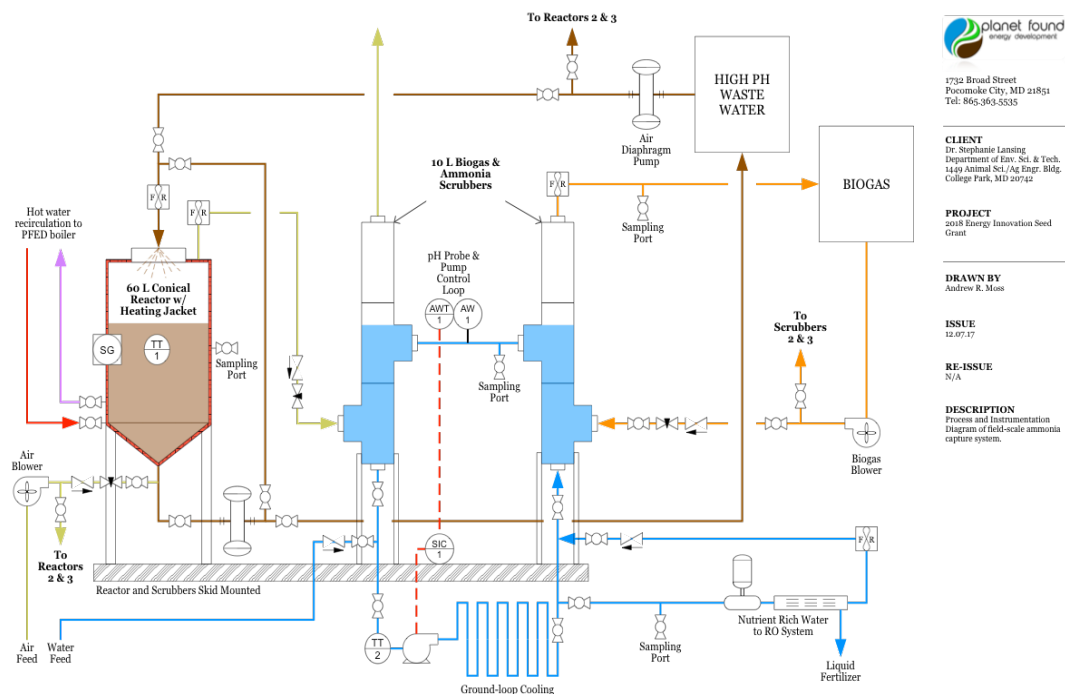 To Reactors 2 & 3
planet found
energy development
1732 Broad Street
Pocomoke City, MD 21851
Tel: 865.363.5535
HIGH PH
WASTE
WATER
Air
Diaphragm
Pump
10 L Biogas &
Ammonia
Scrubbers
BIOGAS
CLIENT
Dr. Stephanie Lansing
Department of Env. Sci. & Tech.
1449 Animal Sci./Ag Engr. Bldg.
College Park, MD 20742
F R
F R
F R
Sampling
Port
Hot water
recirculation to
PFED boiler
PROJECT
2018 Energy Innovation Seed
Grant
60 L Conical
Reactor w/
Heating Jacket
pH Probe &
Pump
Control
Loop
AWT
1
AW
1
DRAWN BY
Andrew R. Moss
To
Scrubbers
2 & 3
ISSUE
12.07.17
SG
TT
1
Sampling
Port
Sampling
Port
RE-ISSUE
N/A
DESCRIPTION
Process and Instrumentation
Diagram of field-scale ammonia
capture system.
Air
Blower
Biogas
Blower
To
Reactors
2 & 3
SIC
1
F R
Reactor and Scrubbers Skid Mounted
Nutrient Rich Water
to RO System
Air
Feed
Water
Feed
TT
2
Sampling
Port
Liquid
Fertilizer
Ground-loop Cooling